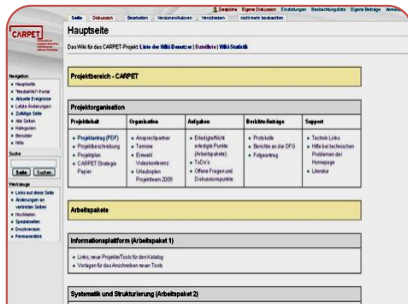 Eigene Diskussion Einstellungen Beobachtungsliste Eigene Beiträge
Seite Diskussion Bearbeiten Versionen/Autoren Verschieben nicht mehr beobachten
CARPET
Hauptseite
Das Wiki für das CARPET-Projekt: Liste der Wiki-Benutzer | Dateiliste | Wiki-Statistik
Projektbereich - CARPET
Projektorganisation
Projektinhalt Organisation Aufgaben Berichte/Anträge Support
Projektantrag (PDF)
Projektbeschreibung
Projektplan
CARPET Strategie
Papier
Ansprechpartner
Termine
Einwahl
Videokonferenz
Urlaubsplan
Projektteam 2009
Erledigte/Nicht
erledigte Punkte
(Arbeitspakete)
ToDo's
Offene Fragen und
Diskussionspunkte
Protokolle
Berichte an die DFG
Folgeantrag
Technik Links
Hilfe bei technischen
Problemen der
Homepage
Literatur
Arbeitspakete
Informationsplattform (Arbeitspaket 1)
Links, neue Projekte/Tools für den Katalog
Vorlagen für das Anschreiben neuer Tools
Systematik und Strukturierung (Arbeitspaket 2)
Navigation
Hauptseite
"MediaWiki"-Portal
Aktuelle Ereignisse
Letzte Änderungen
Zufällige Seite
Alle Seiten
Kategorien
Benutzer
Hilfe
Suche
Seite Suchen
Werkzeuge
Links auf diese Seite
Änderungen an
verlinkten Seiten
Hochladen
Spezialseiten
Druckversion
Permanentlink